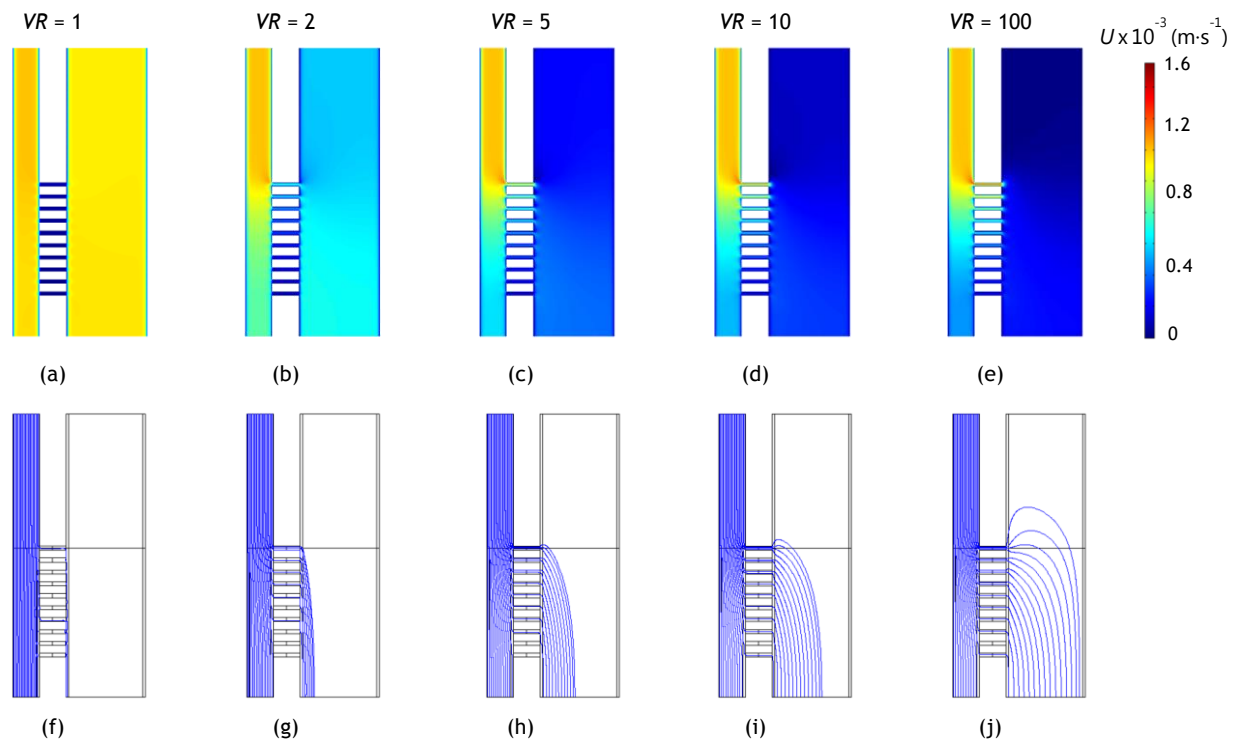 VR = 1
VR = 2
VR = 5
VR = 10
VR = 100
U x 10⁻³ (m·s⁻¹)
1.6
1.2
0.8
0.4
0
(a)
(b)
(c)
(d)
(e)
(f)
(g)
(h)
(i)
(j)